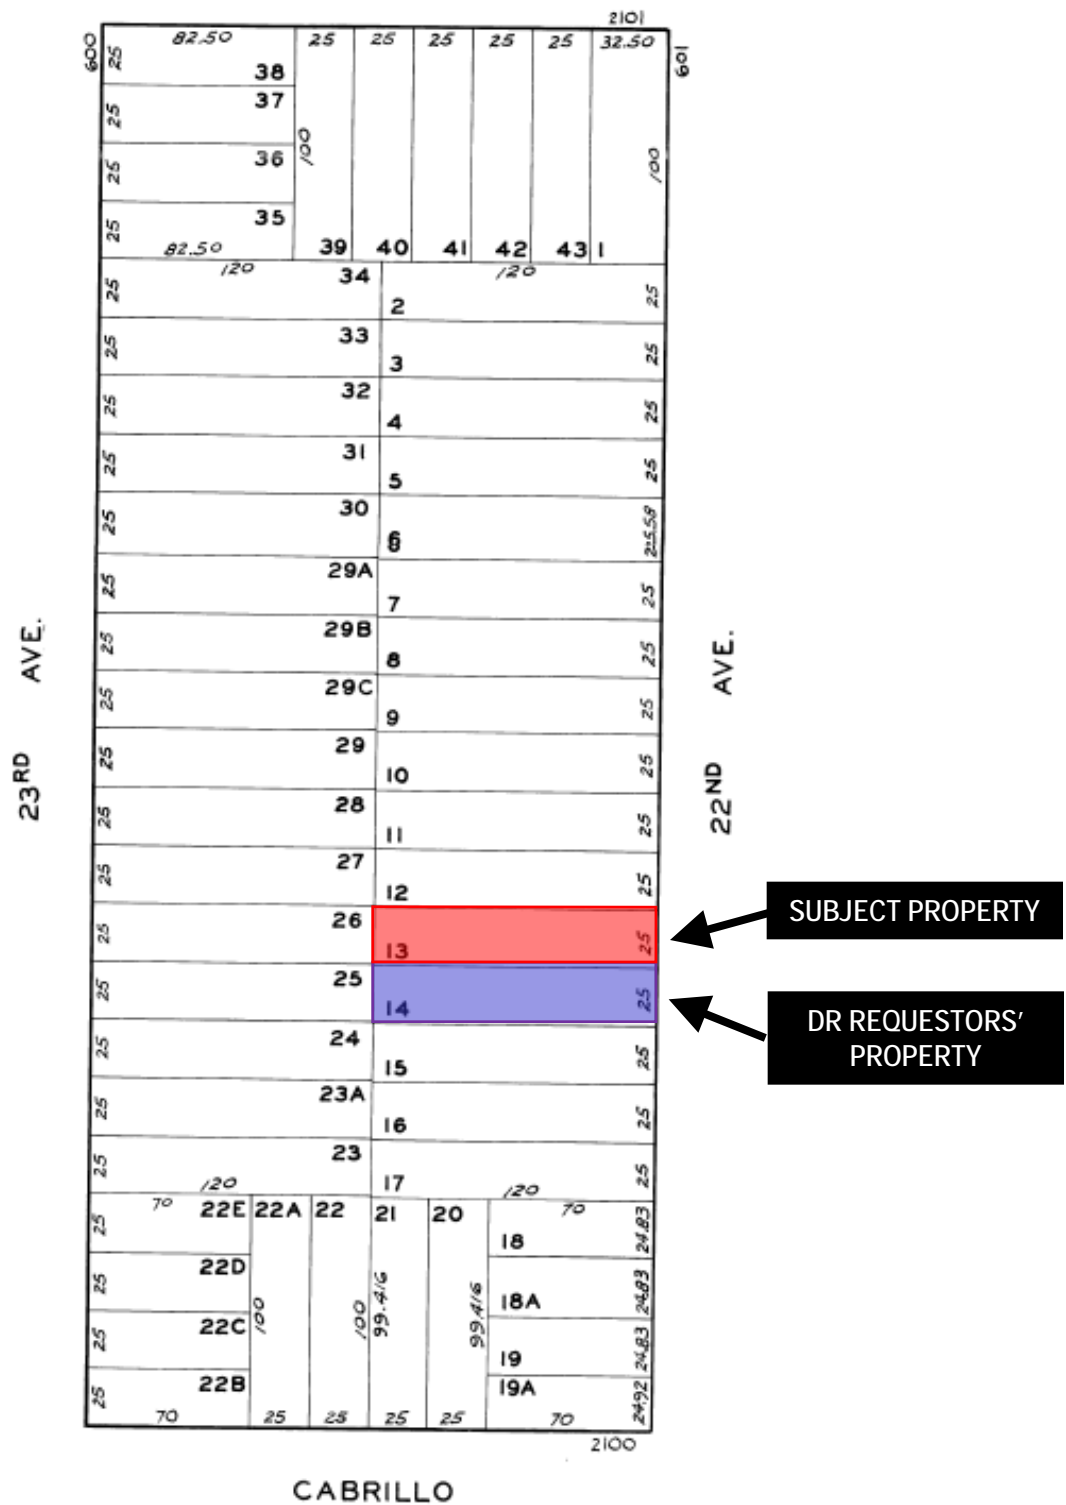 2101
600
82.50 25 25 25 25 25 32.50
601
25 38
25 37
100 100
25 36
25 35
82.50 39 40 41 42 43 1
120 120
25 34 2 25
25 33 3 25
25 32 4 25
25 31 5 25
25 30 6 25.58
25 29A 7 25
25 29B 8 25
25 29C 9 25
25 29 10 25
25 28 11 25
25 27 12 25
25 26 13 25
25 25 14 25
25 24 15 25
25 23A 16 25
25 23 17 25
120 120
23RD AVE.
22ND AVE.
SUBJECT PROPERTY
DR REQUESTORS'
PROPERTY
70 22E 22A 22 21 20 70
25 18 24.83
25 22D 18A 24.83
100 100 99.416 99.416
25 22C 19 24.83
25 22B 19A 24.92
70 25 25 25 25 70
2100
CABRILLO